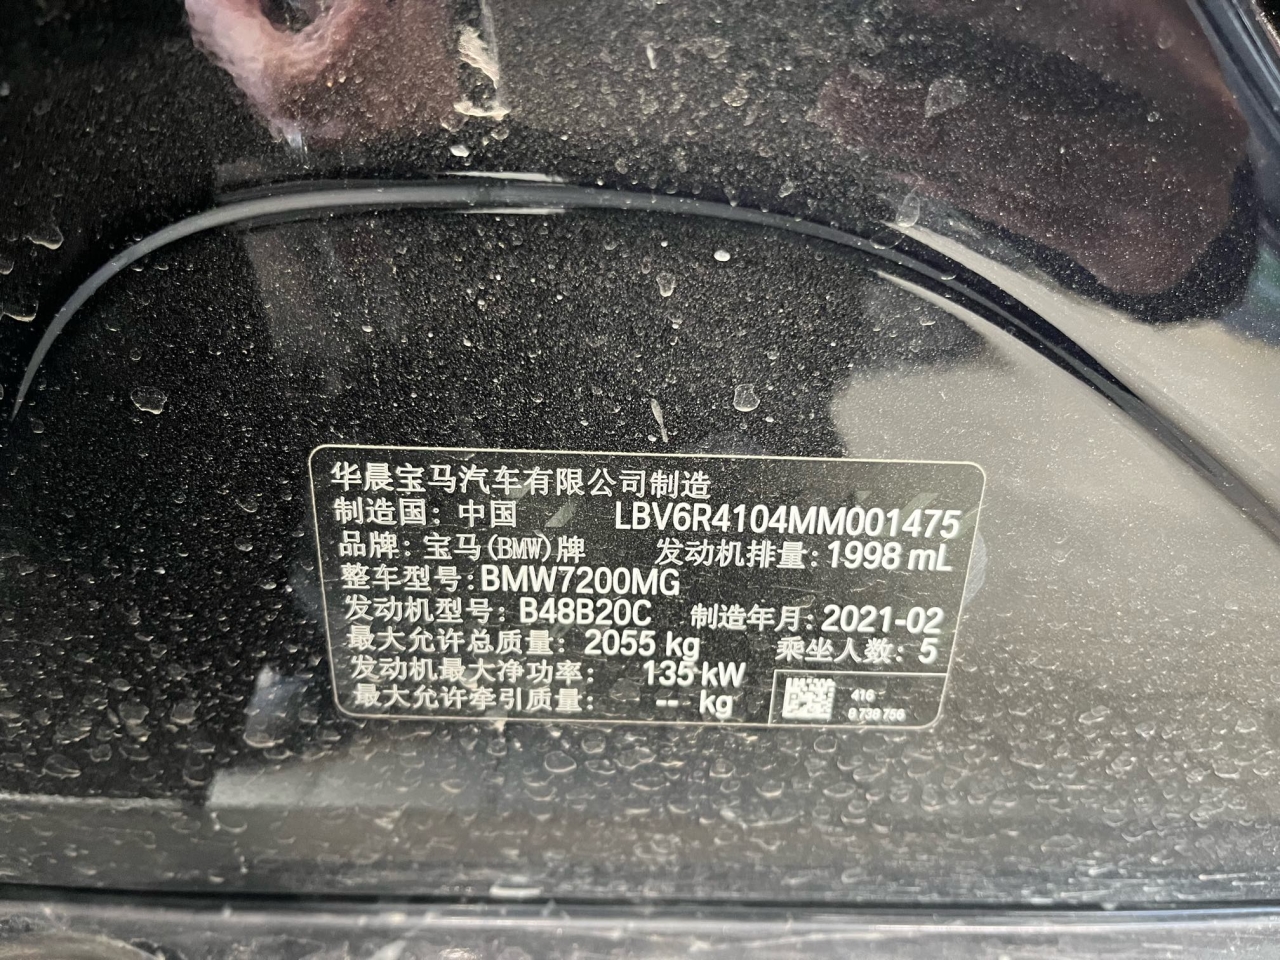 华晨宝马汽车有限公司制造
制造国：中国 LBV6R4104MM001475
品牌：宝马(BMW)牌 发动机排量：1998 mL
整车型号：BMW7200MG
发动机型号：B48B20C 制造年月：2021-02
最大允许总质量：2055 kg 乘坐人数：5
发动机最大净功率：135 kW
最大允许牵引质量：-- kg
416
8 738 756